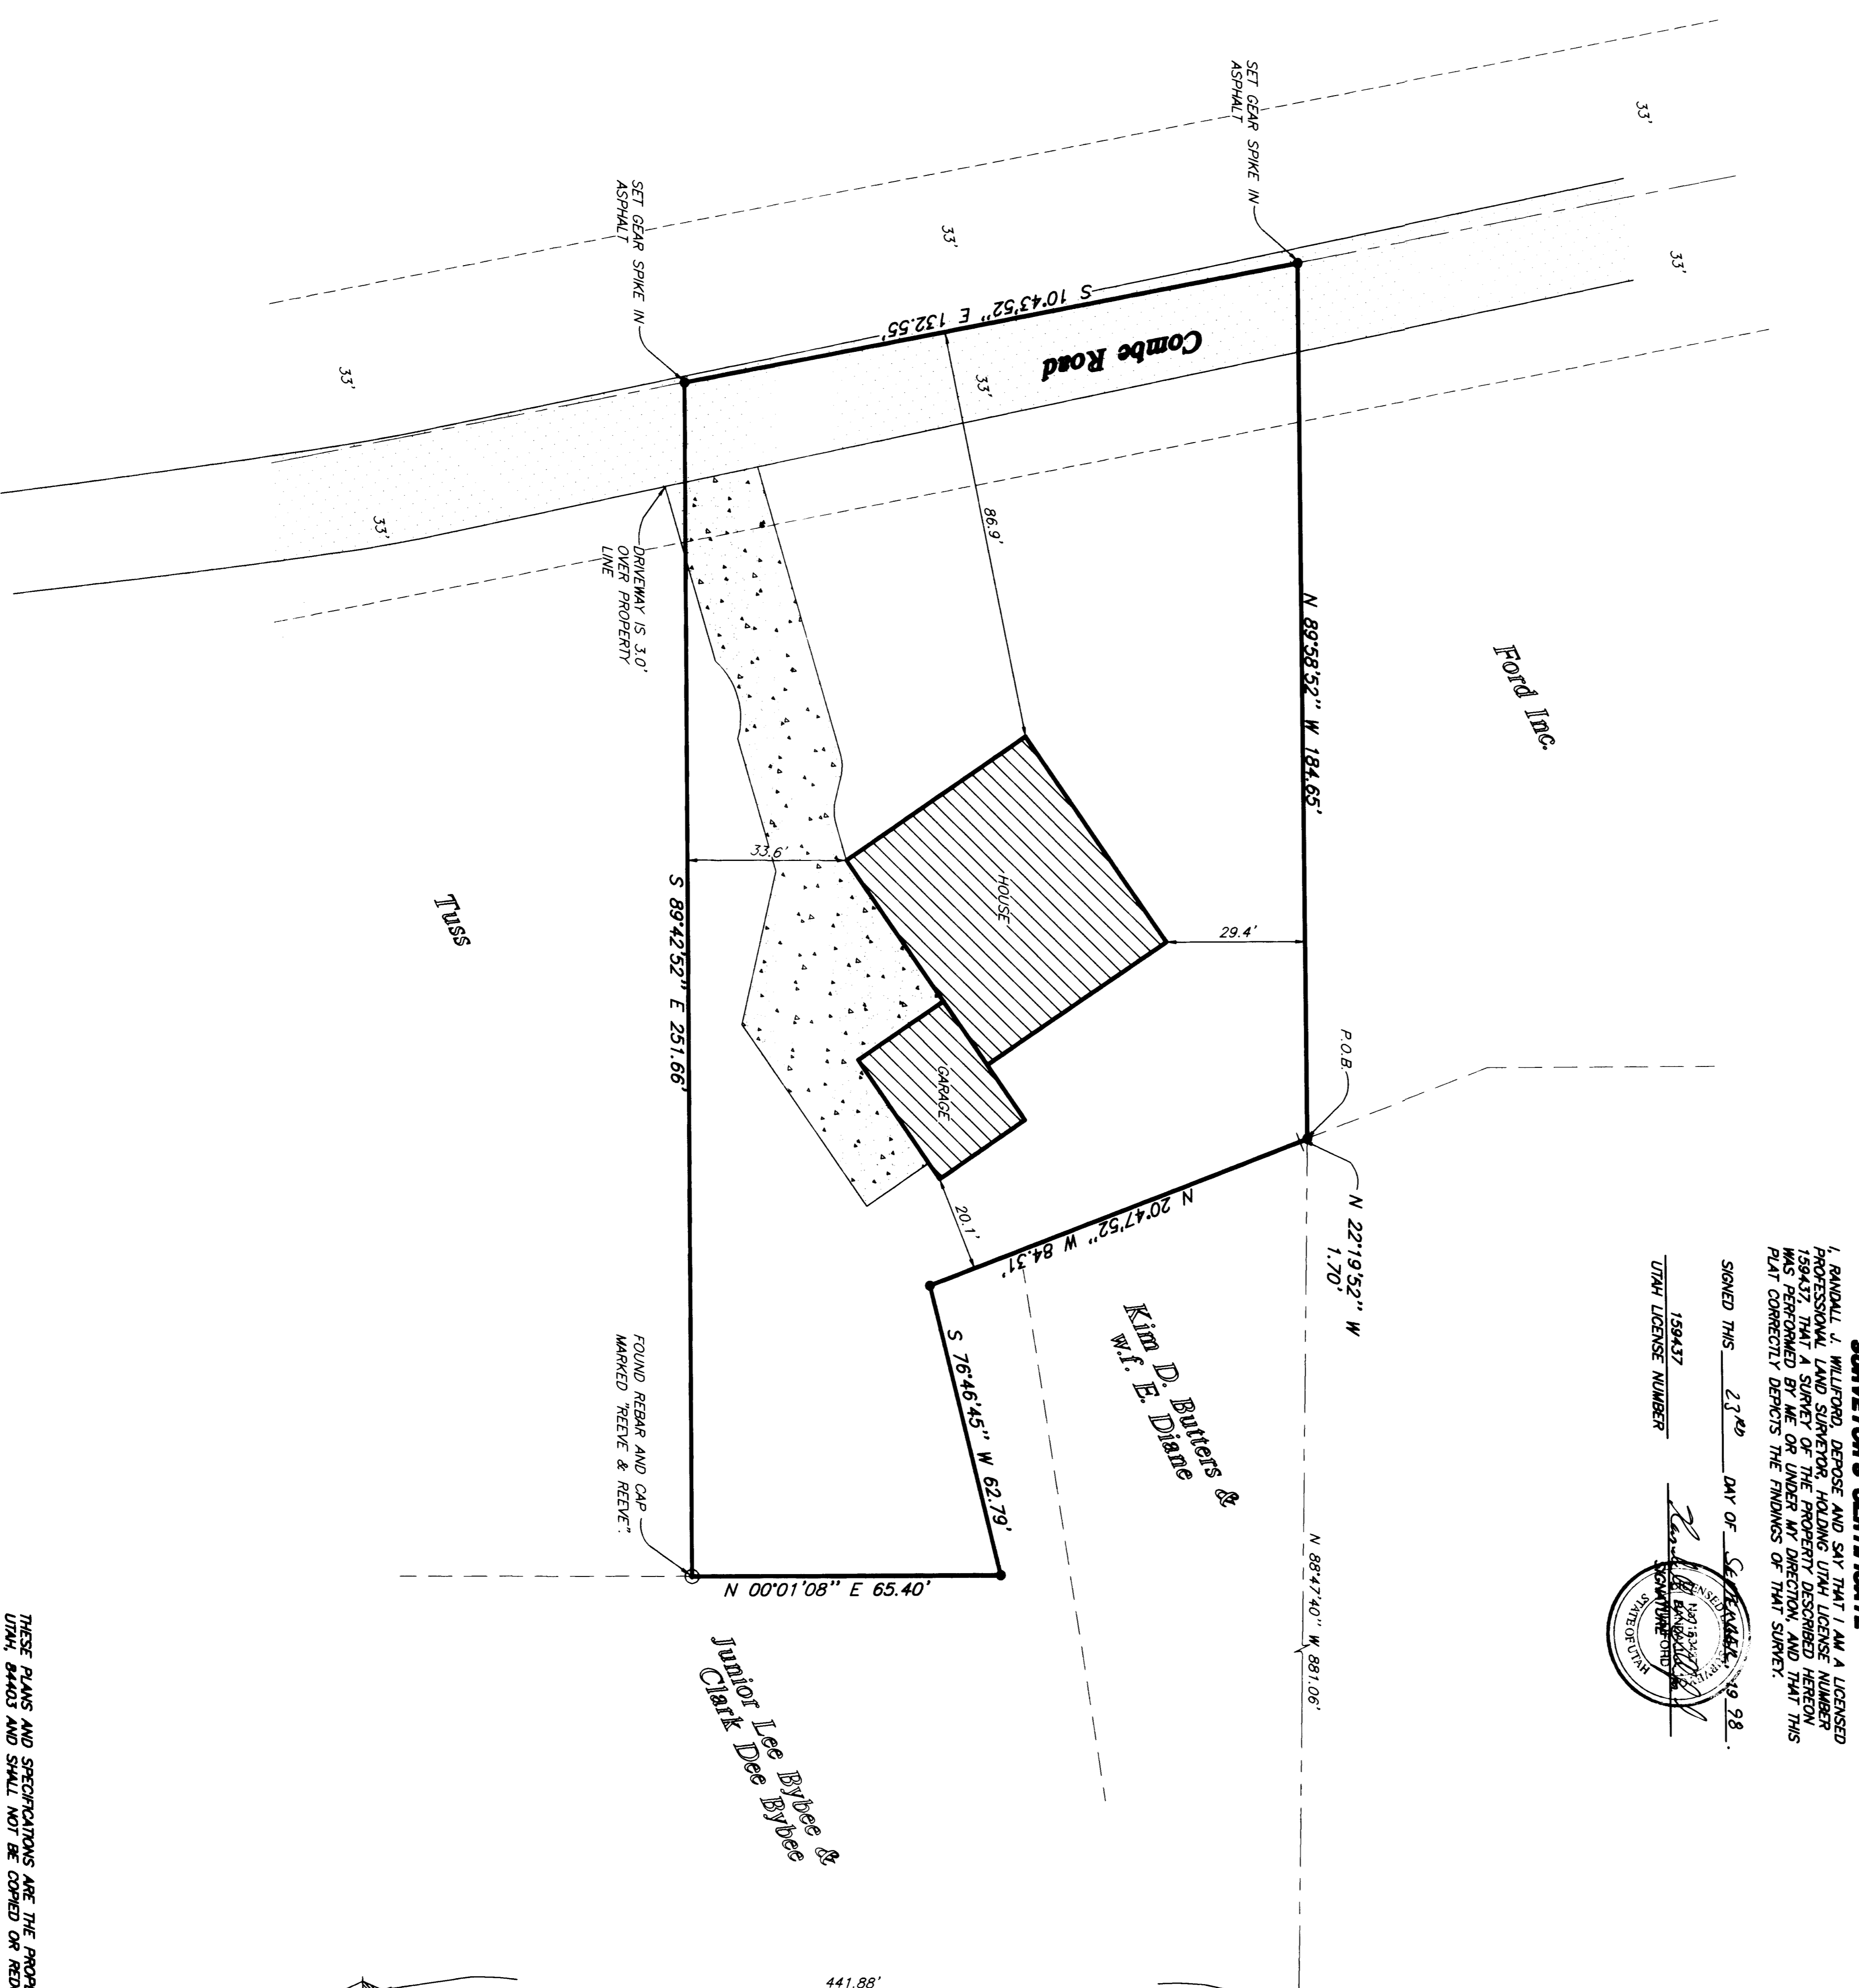 SURVEYOR'S CERTIFICATE
I, RANDALL J. WILLIFORD, DEPOSE AND SAY THAT I AM A LICENSED
PROFESSIONAL LAND SURVEYOR, HOLDING UTAH LICENSE NUMBER
159437, THAT A SURVEY OF THE PROPERTY DESCRIBED HEREON
WAS PERFORMED BY ME OR UNDER MY DIRECTION, AND THAT THIS
PLAT CORRECTLY DEPICTS THE FINDINGS OF THAT SURVEY.
SIGNED THIS 23RD DAY OF SEPTEMBER, 1998.
159437
UTAH LICENSE NUMBER
SIGNATURE
STATE OF UTAH
33'
33'
SET GEAR SPIKE IN
ASPHALT
33'
S 10°43'52" E 132.55'
Combe Road
33'
SET GEAR SPIKE IN
ASPHALT
33'
33'
86.9'
DRIVEWAY IS 3.0'
OVER PROPERTY
LINE
N 89°58'52" W 184.65'
Ford Inc.
33.6'
HOUSE
29.4'
S 89°42'52" E 251.66'
Tuss
GARAGE
P.O.B.
N 22°19'52" W
1.70'
N 20°47'52" W 84.31'
20.1'
Kim D. Butters &
w.f. E. Diane
S 76°46'45" W 62.79'
FOUND REBAR AND CAP
MARKED "REEVE & REEVE".
N 88°47'40" W 881.06'
N 00°01'08" E 65.40'
Junior Lee Bybee &
Clark Dee Bybee
441.88'
THESE PLANS AND SPECIFICATIONS ARE THE
UTAH, 84403 AND SHALL NOT BE COPIED OR